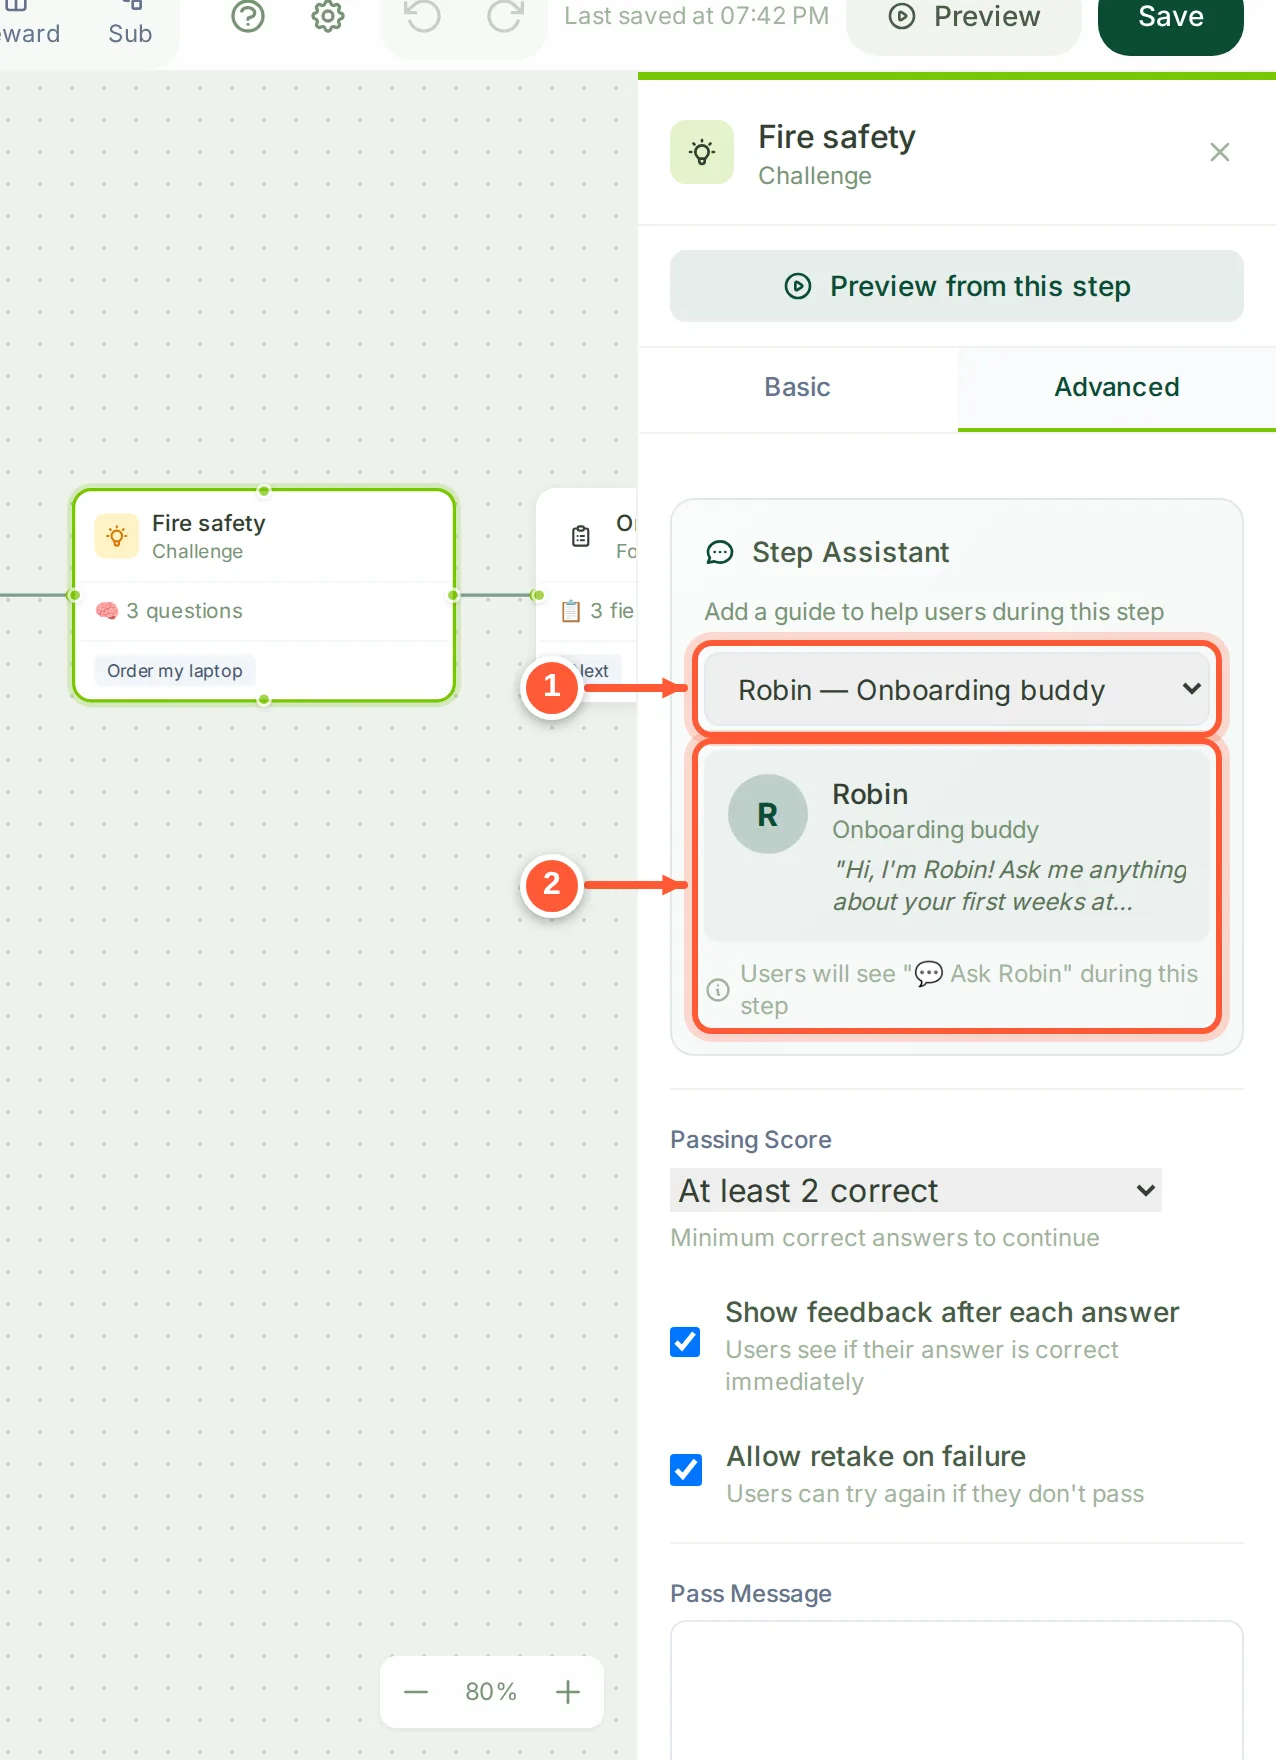 eward
Sub
Last saved at 07:42 PM
Preview
Save
Fire safety
Challenge
Preview from this step
Basic
Advanced
Fire safety
Challenge
🧠 3 questions
Order my laptop
📋 3 fie
Step Assistant
Add a guide to help users during this step
1
Robin — Onboarding buddy
2
R
Robin
Onboarding buddy
"Hi, I'm Robin! Ask me anything
about your first weeks at...
Users will see "💬 Ask Robin" during this
step
Passing Score
At least 2 correct
Minimum correct answers to continue
Show feedback after each answer
Users see if their answer is correct
immediately
Allow retake on failure
Users can try again if they don't pass
Pass Message
80%